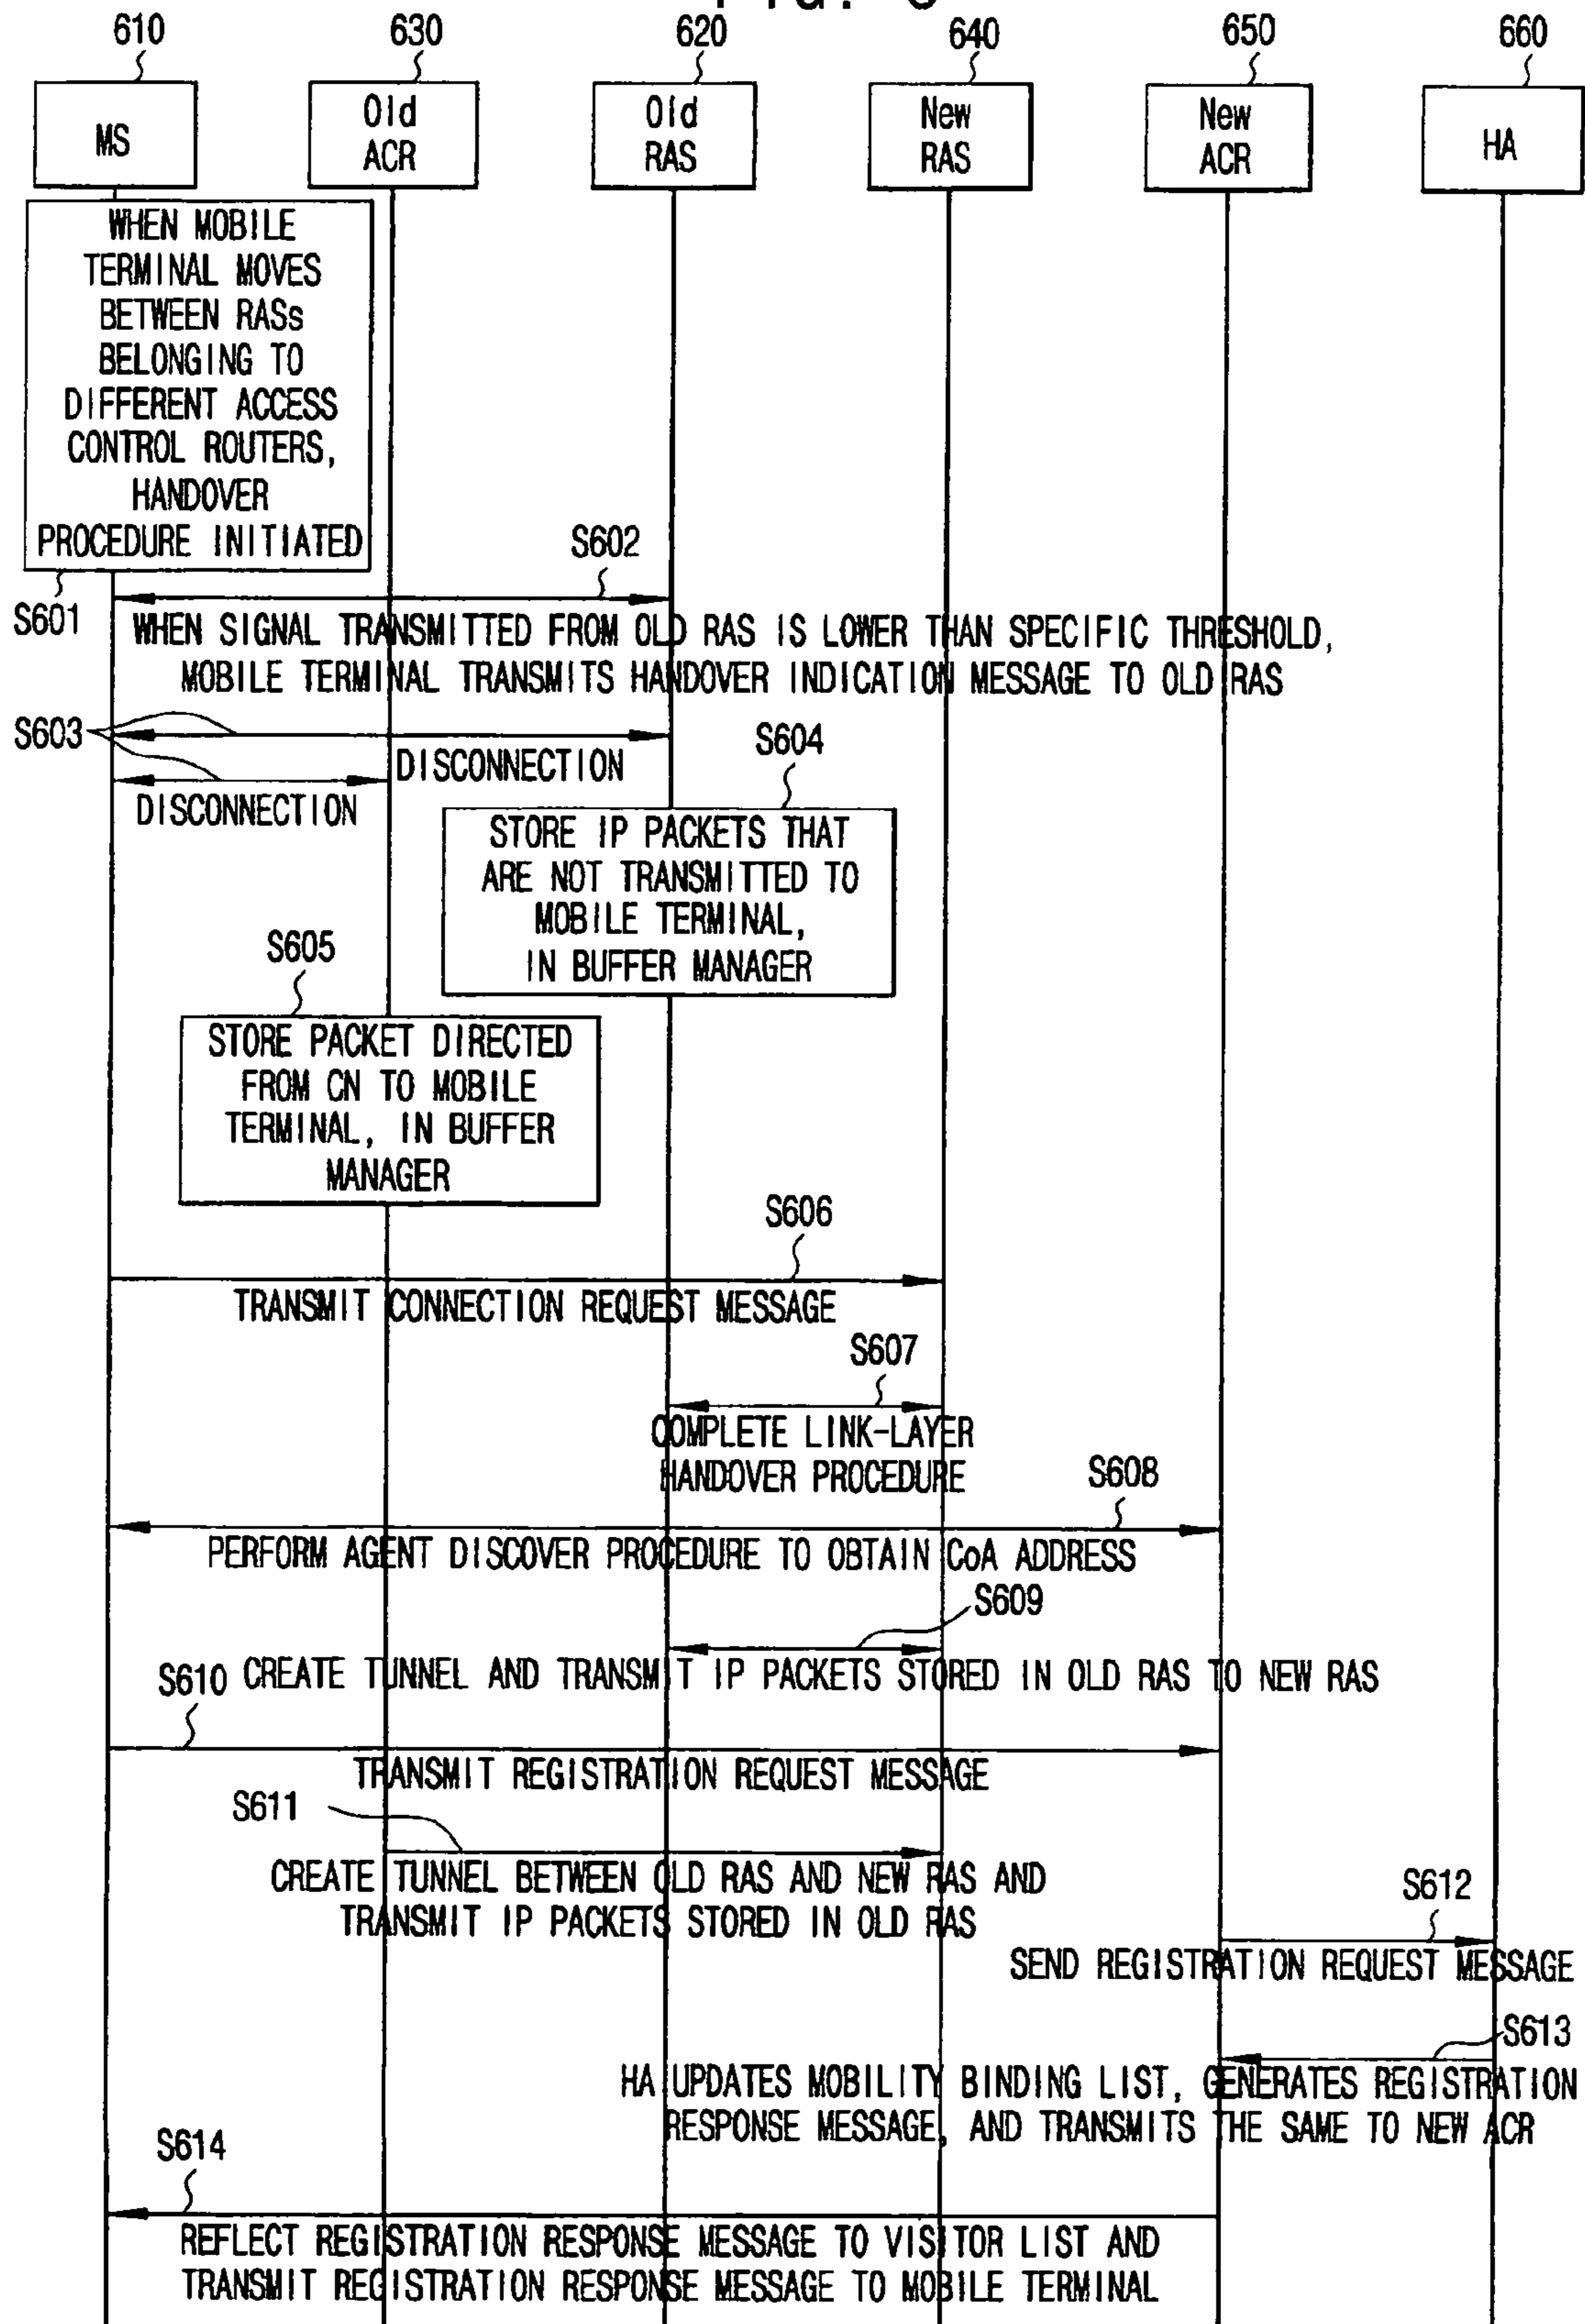 610 630 620 640 650 660
MS
Old
ACR
Old
RAS
New
RAS
New
ACR
HA
WHEN MOBILE
TERMINAL MOVES
BETWEEN RASs
BELONGING TO
DIFFERENT ACCESS
CONTROL ROUTERS,
HANDOVER
PROCEDURE INITIATED
S601
S602
WHEN SIGNAL TRANSMITTED FROM OLD RAS IS LOWER THAN SPECIFIC THRESHOLD,
MOBILE TERMINAL TRANSMITS HANDOVER INDICATION MESSAGE TO OLD RAS
S603
DISCONNECTION
DISCONNECTION
S604
STORE IP PACKETS THAT
ARE NOT TRANSMITTED TO
MOBILE TERMINAL,
IN BUFFER MANAGER
S605
STORE PACKET DIRECTED
FROM CN TO MOBILE
TERMINAL, IN BUFFER
MANAGER
S606
TRANSMIT CONNECTION REQUEST MESSAGE
S607
COMPLETE LINK-LAYER
HANDOVER PROCEDURE
S608
PERFORM AGENT DISCOVER PROCEDURE TO OBTAIN CoA ADDRESS
S609
CREATE TUNNEL AND TRANSMIT IP PACKETS STORED IN OLD RAS TO NEW RAS
S610
TRANSMIT REGISTRATION REQUEST MESSAGE
S611
CREATE TUNNEL BETWEEN OLD RAS AND NEW RAS AND
TRANSMIT IP PACKETS STORED IN OLD RAS
S612
SEND REGISTRATION REQUEST MESSAGE
S613
HA UPDATES MOBILITY BINDING LIST, GENERATES REGISTRATION
RESPONSE MESSAGE, AND TRANSMITS THE SAME TO NEW ACR
S614
REFLECT REGISTRATION RESPONSE MESSAGE TO VISITOR LIST AND
TRANSMIT REGISTRATION RESPONSE MESSAGE TO MOBILE TERMINAL